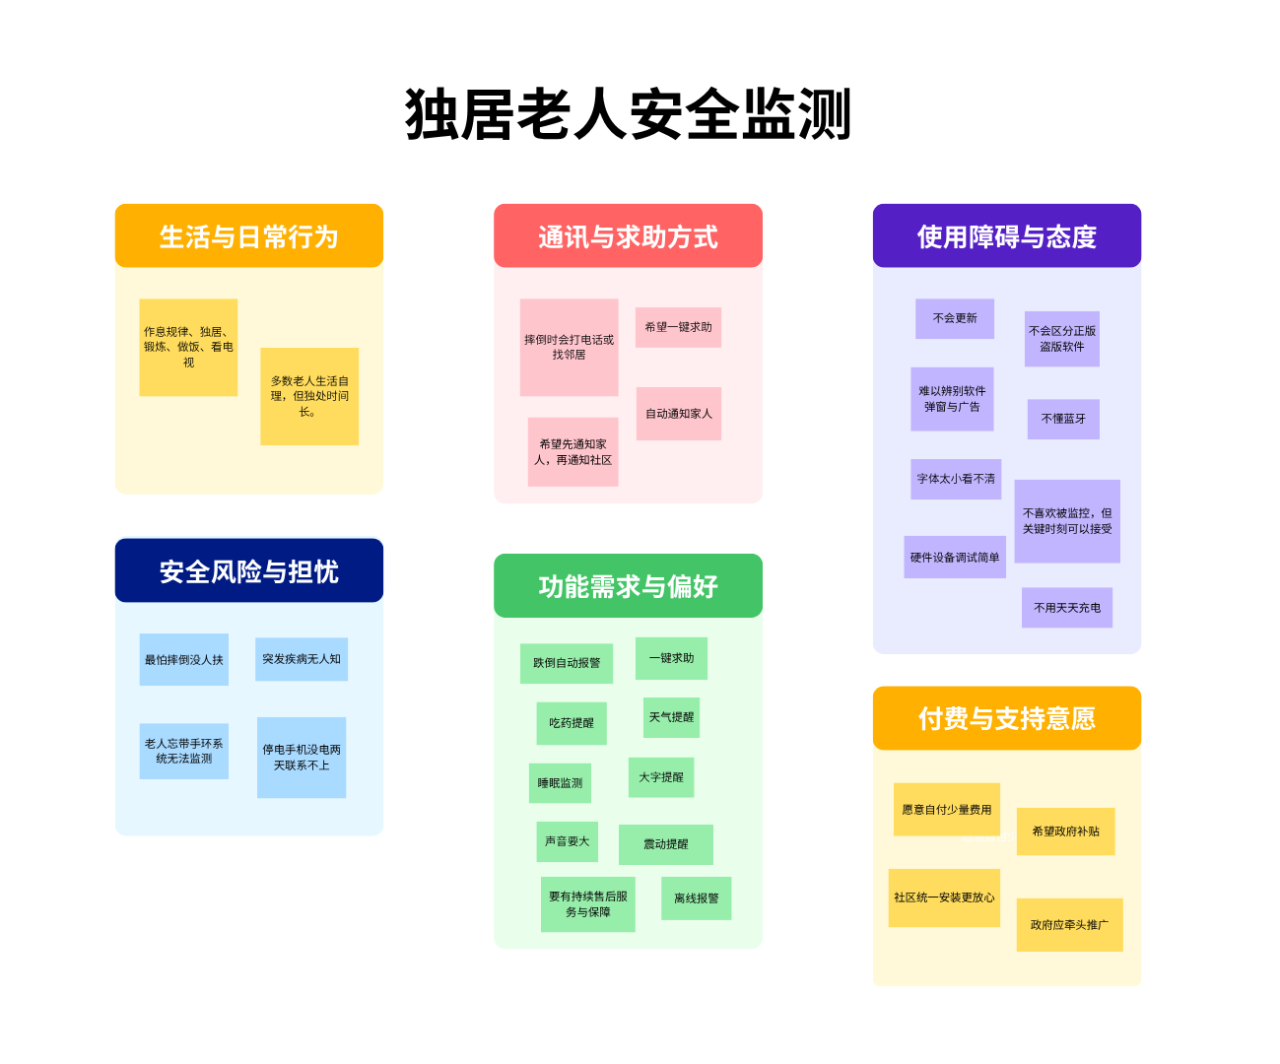 独居老人安全监测
生活与日常行为
作息规律、独居、
锻炼、做饭、看电
视
多数老人生活自
理，但独处时间
长。
安全风险与担忧
最怕摔倒没人扶
突发疾病无人知
老人忘带手环系
统无法监测
停电手机没电两
天联系不上
通讯与求助方式
摔倒时会打电话或
找邻居
希望一键求助
自动通知家人
希望先通知家
人，再通知社区
功能需求与偏好
跌倒自动报警
一键求助
吃药提醒
天气提醒
睡眠监测
大字提醒
声音要大
震动提醒
要有持续售后服
务与保障
离线报警
使用障碍与态度
不会更新
不会区分正版
盗版软件
难以辨别软件
弹窗与广告
不懂蓝牙
字体太小看不清
不喜欢被监控，但
关键时刻可以接受
硬件设备调试简单
不用天天充电
付费与支持意愿
愿意自付少量费用
希望政府补贴
社区统一安装更放心
政府应牵头推广